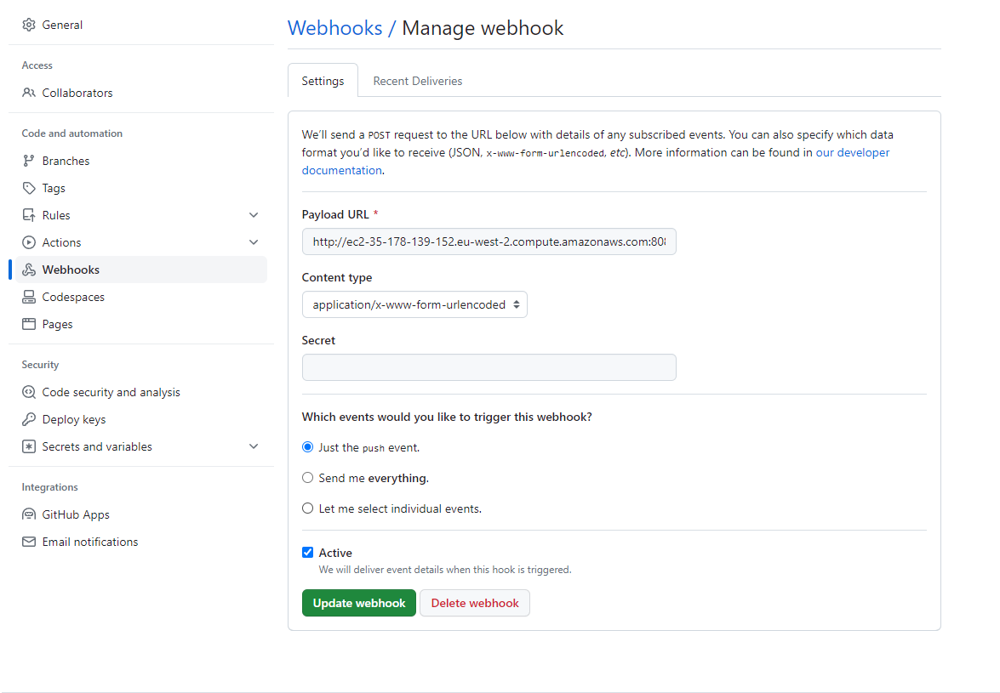 General
Access
Collaborators
Code and automation
Branches
Tags
Rules
Actions
Webhooks
Codespaces
Pages
Security
Code security and analysis
Deploy keys
Secrets and variables
Integrations
GitHub Apps
Email notifications
Webhooks / Manage webhook
Settings
Recent Deliveries
We’ll send a POST request to the URL below with details of any subscribed events. You can also specify which data
format you’d like to receive (JSON, x-www-form-urlencoded, etc). More information can be found in our developer
documentation.
Payload URL *
http://ec2-35-178-139-152.eu-west-2.compute.amazonaws.com:808
Content type
application/x-www-form-urlencoded
Secret
Which events would you like to trigger this webhook?
Just the push event.
Send me everything.
Let me select individual events.
Active
We will deliver event details when this hook is triggered.
Update webhook
Delete webhook